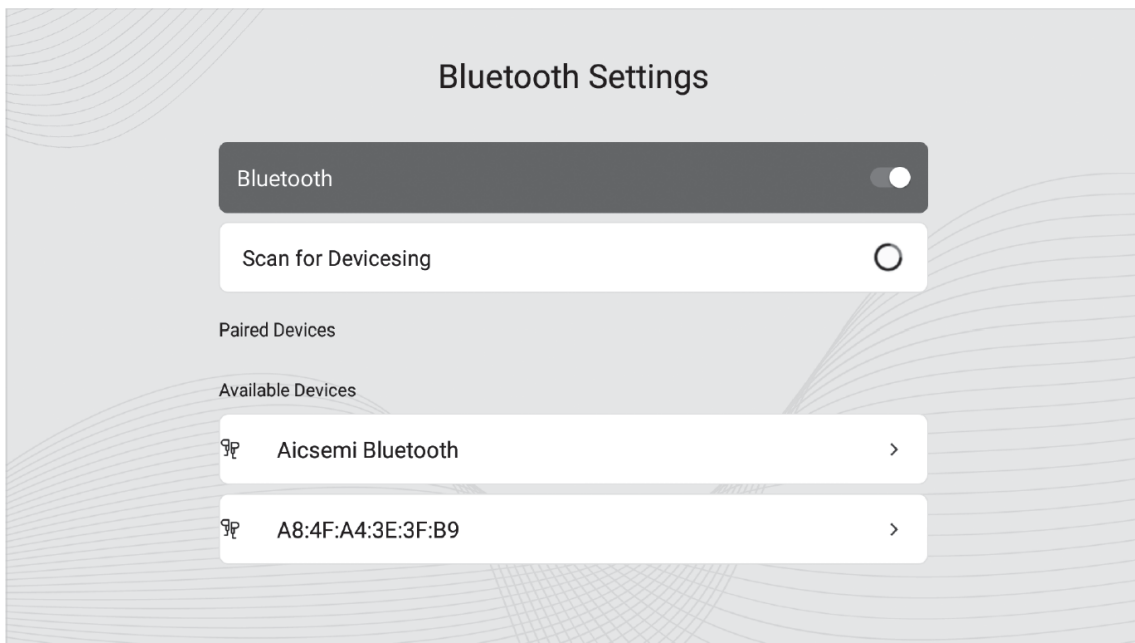 Bluetooth Settings
Bluetooth
Scan for Devicesing
Paired Devices
Available Devices
Aicsemi Bluetooth
A8:4F:A4:3E:3F:B9